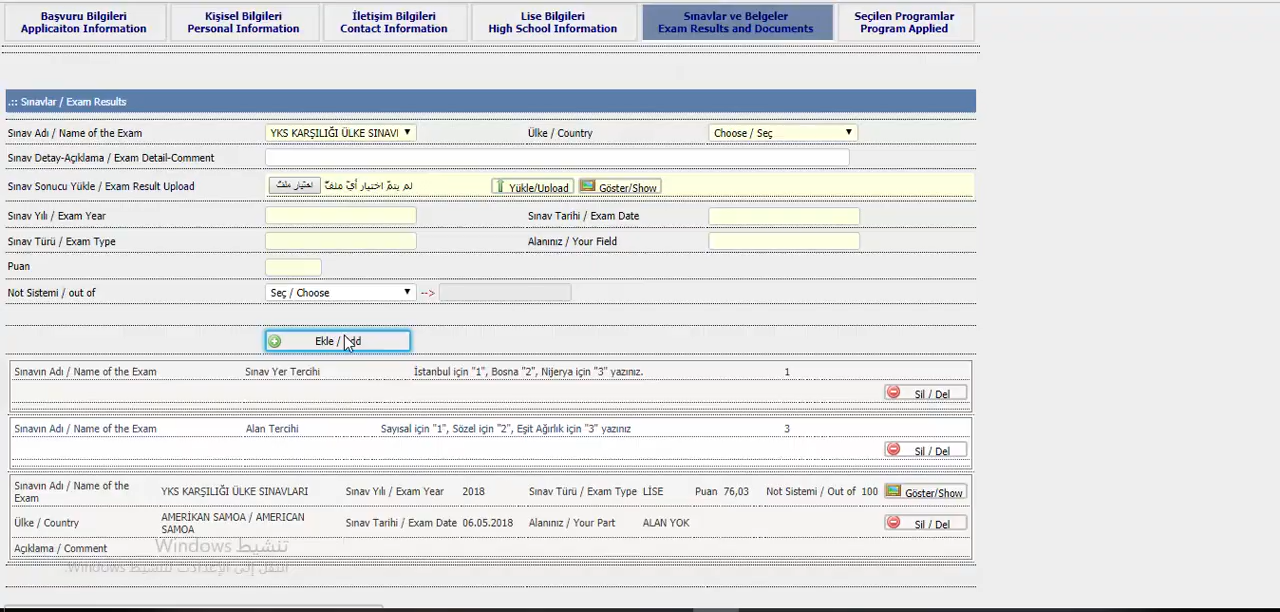 Başvuru Bilgileri
Applicaiton Information
Kişisel Bilgileri
Personal Information
İletişim Bilgileri
Contact Information
Lise Bilgileri
High School Information
Sınavlar ve Belgeler
Exam Results and Documents
Seçilen Programlar
Program Applied
.:: Sınavlar / Exam Results
Sınav Adı / Name of the Exam YKS KARŞILIĞI ÜLKE SINAVI Ülke / Country Choose / Seç
Sınav Detay-Açıklama / Exam Detail-Comment
Sınav Sonucu Yükle / Exam Result Upload اختيار ملفّ لم يتمّ اختيار أيّ ملفّ Yükle/Upload Göster/Show
Sınav Yılı / Exam Year Sınav Tarihi / Exam Date
Sınav Türü / Exam Type Alanınız / Your Field
Puan
Not Sistemi / out of Seç / Choose -->
Ekle / dd
Sınavın Adı / Name of the Exam Sınav Yer Tercihi İstanbul için "1", Bosna "2", Nijerya için "3" yazınız. 1
Sil / Del
Sınavın Adı / Name of the Exam Alan Tercihi Sayısal için "1", Sözel için "2", Eşit Ağırlık için "3" yazınız 3
Sil / Del
Sınavın Adı / Name of the
Exam YKS KARŞILIĞI ÜLKE SINAVLARI Sınav Yılı / Exam Year 2018 Sınav Türü / Exam Type LİSE Puan 76,03 Not Sistemi / Out of 100 Göster/Show
Ülke / Country AMERİKAN SAMOA / AMERICAN
SAMOA Sınav Tarihi / Exam Date 06.05.2018 Alanınız / Your Part ALAN YOK Sil / Del
Açıklama / Comment
تنشيط Windows
انتقل إلى الإعدادات لتنشيط Windows.